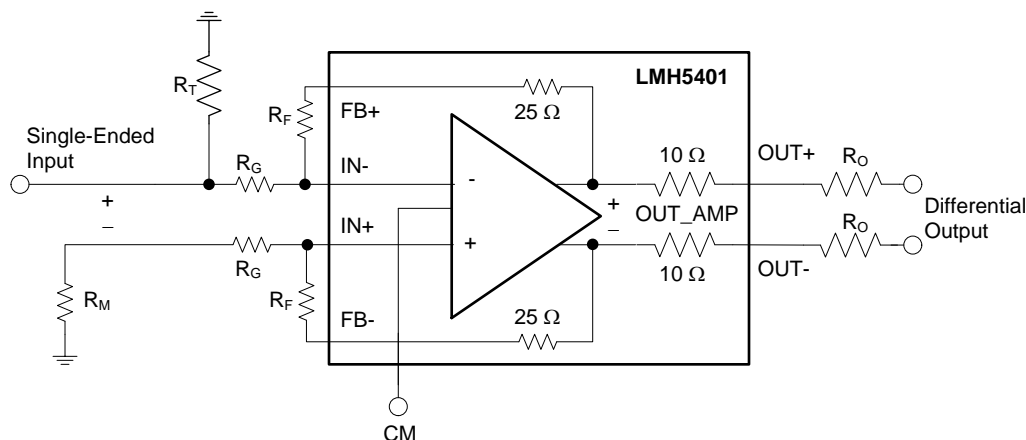 LMH5401
R_T
R_F
FB+
25 Ω
Single-Ended
Input
R_G
IN-
-
10 Ω
OUT+
R_O
+
–
+
OUT_AMP
–
Differential
Output
IN+
+
R_G
10 Ω
OUT-
R_O
R_M
R_F
FB-
25 Ω
CM